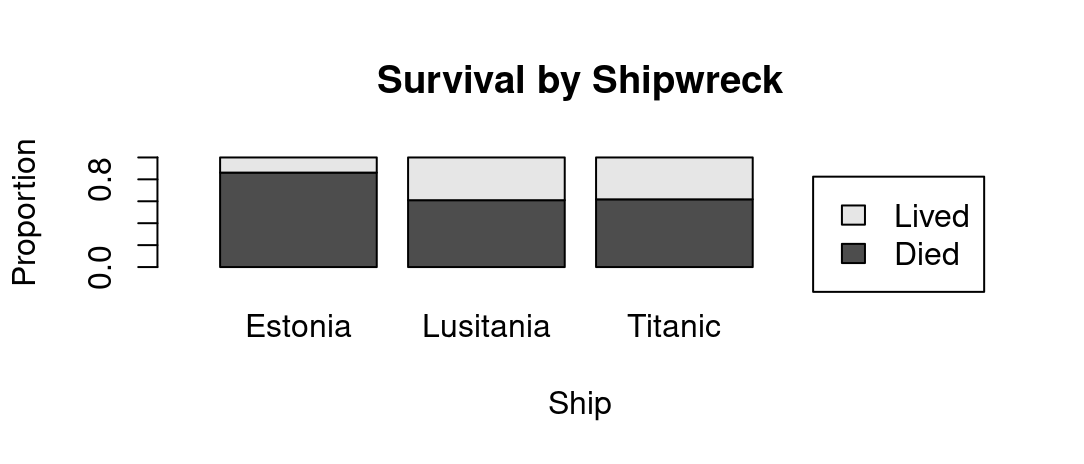 Survival by Shipwreck
Proportion
0.8
0.0
Lived
Died
Estonia Lusitania Titanic
Ship